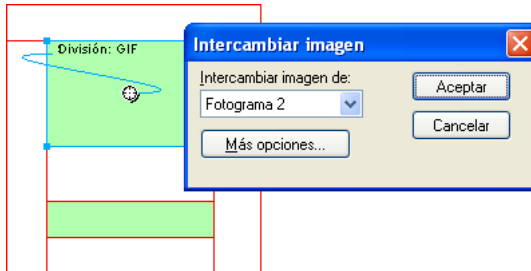 División: GIF
Intercambiar imagen
Intercambiar imagen de:
Fotograma 2
Más opciones...
Aceptar
Cancelar